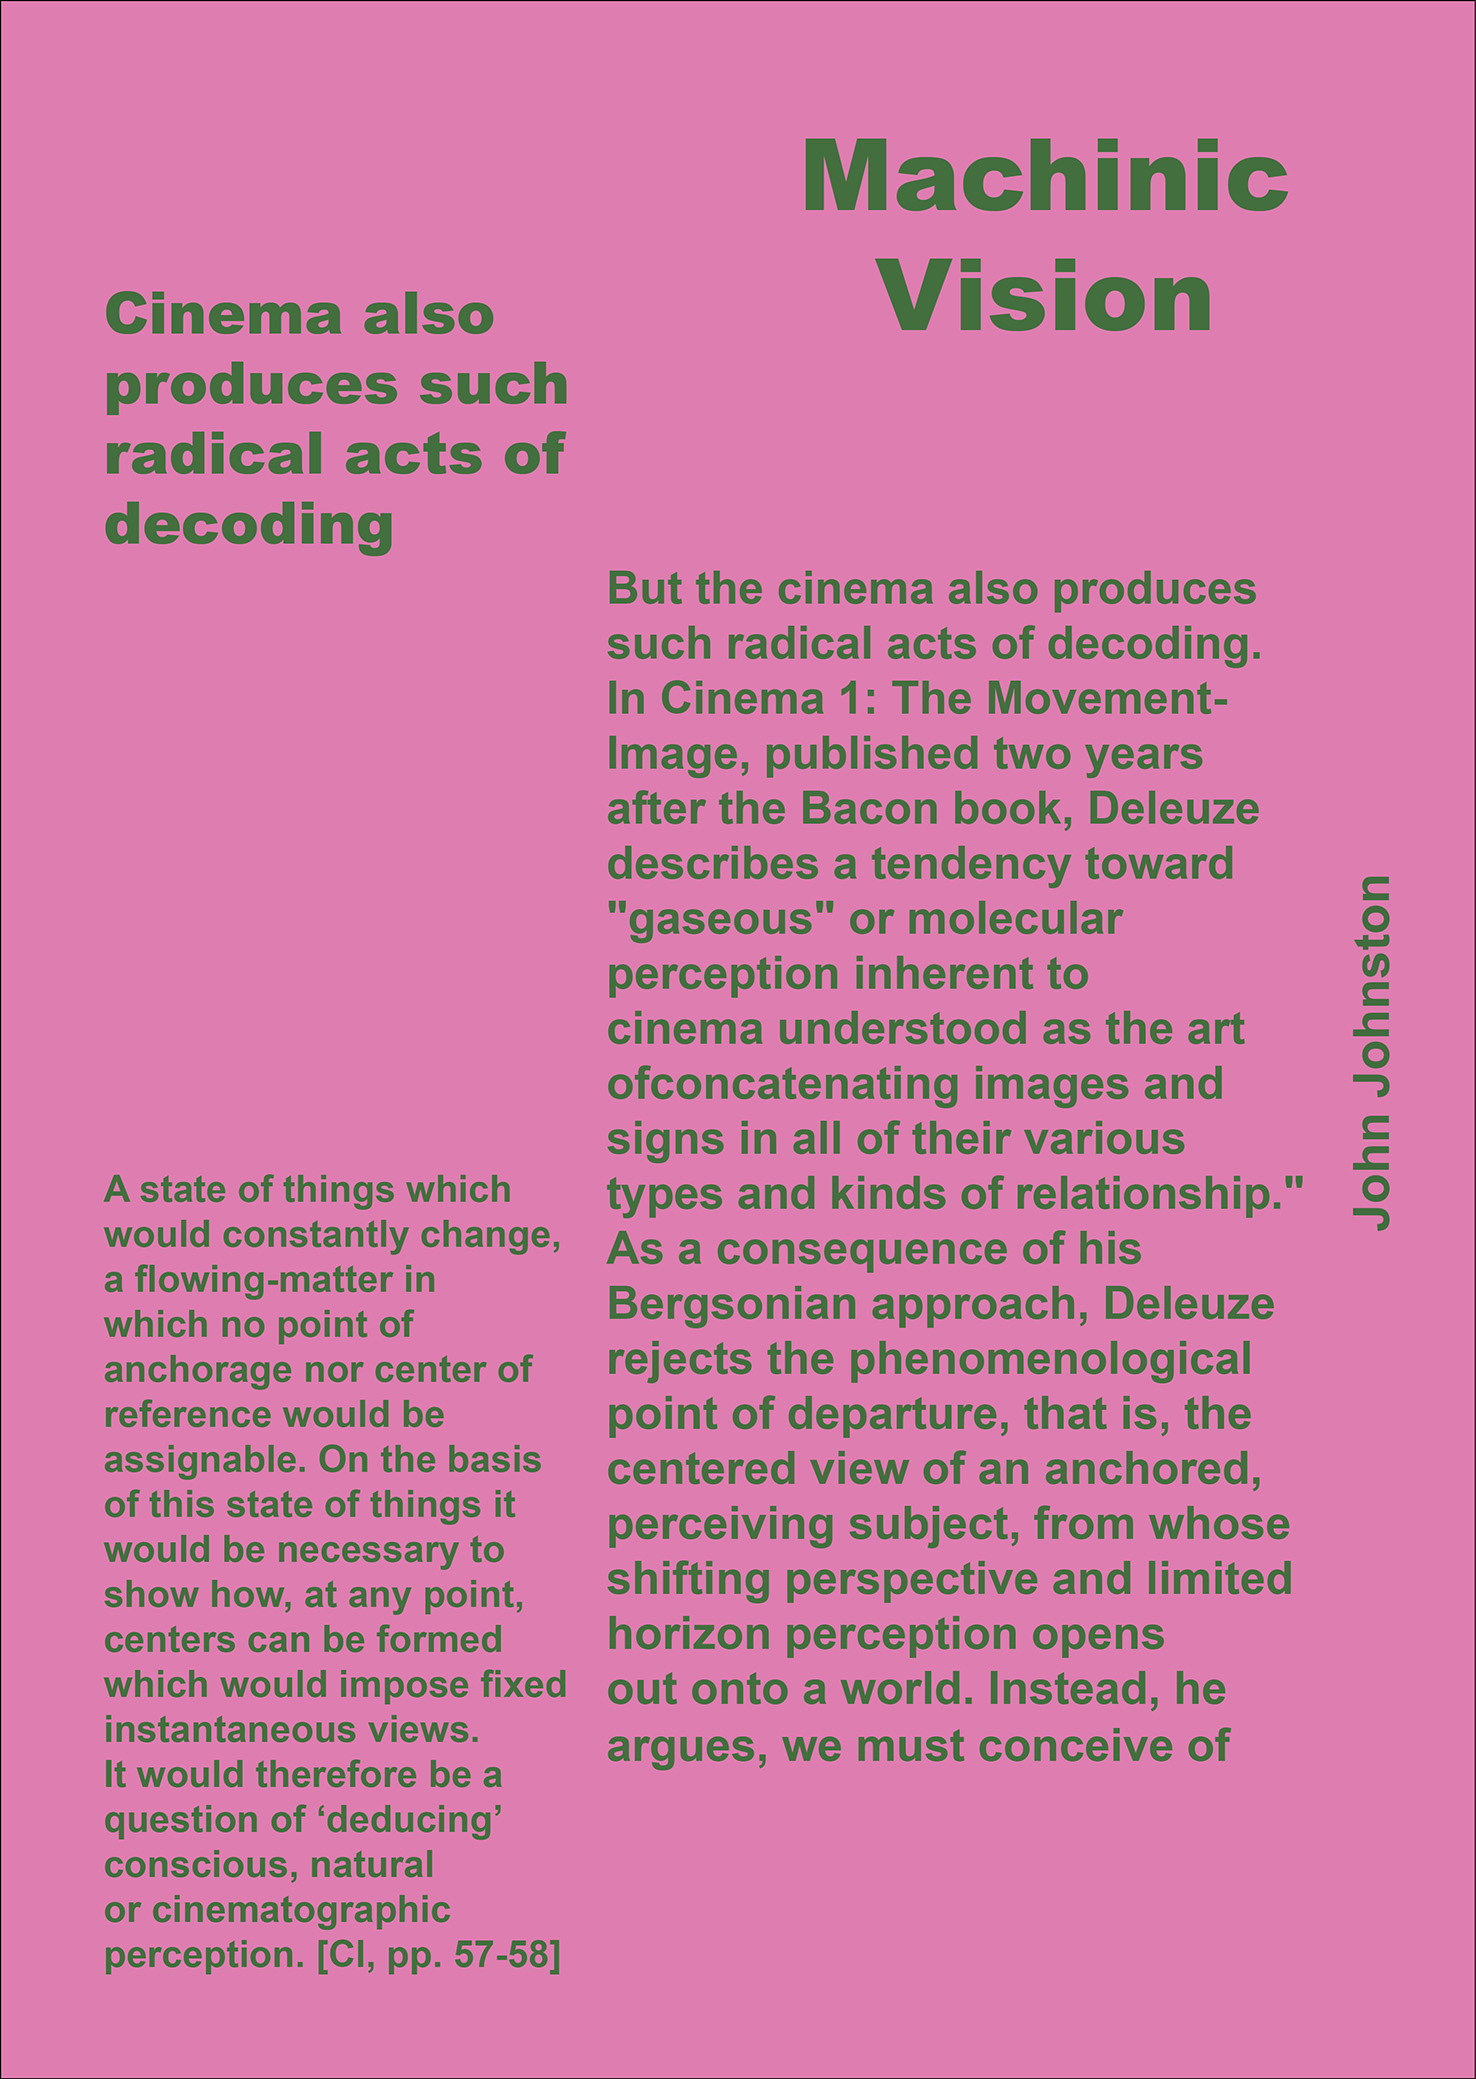 Machinic
Vision
Cinema also
produces such
radical acts of
decoding
But the cinema also produces
such radical acts of decoding.
In Cinema 1: The Movement-
Image, published two years
after the Bacon book, Deleuze
describes a tendency toward
"gaseous" or molecular
perception inherent to
cinema understood as the art
ofconcatenating images and
signs in all of their various
types and kinds of relationship."
As a consequence of his
Bergsonian approach, Deleuze
rejects the phenomenological
point of departure, that is, the
centered view of an anchored,
perceiving subject, from whose
shifting perspective and limited
horizon perception opens
out onto a world. Instead, he
argues, we must conceive of
A state of things which
would constantly change,
a flowing-matter in
which no point of
anchorage nor center of
reference would be
assignable. On the basis
of this state of things it
would be necessary to
show how, at any point,
centers can be formed
which would impose fixed
instantaneous views.
It would therefore be a
question of ‘deducing’
conscious, natural
or cinematographic
perception. [Cl, pp. 57-58]
John Johnston